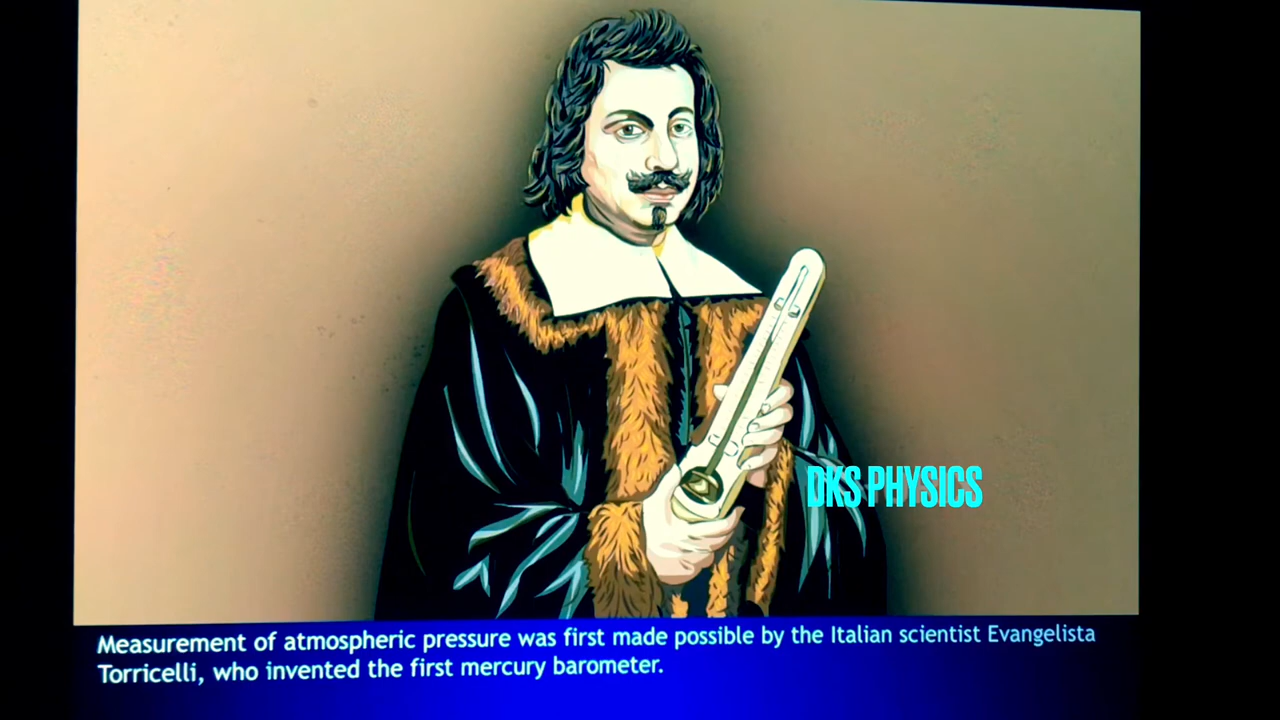 DKS PHYSICS
Measurement of atmospheric pressure was first made possible by the Italian scientist Evangelista
Torricelli, who invented the first mercury barometer.